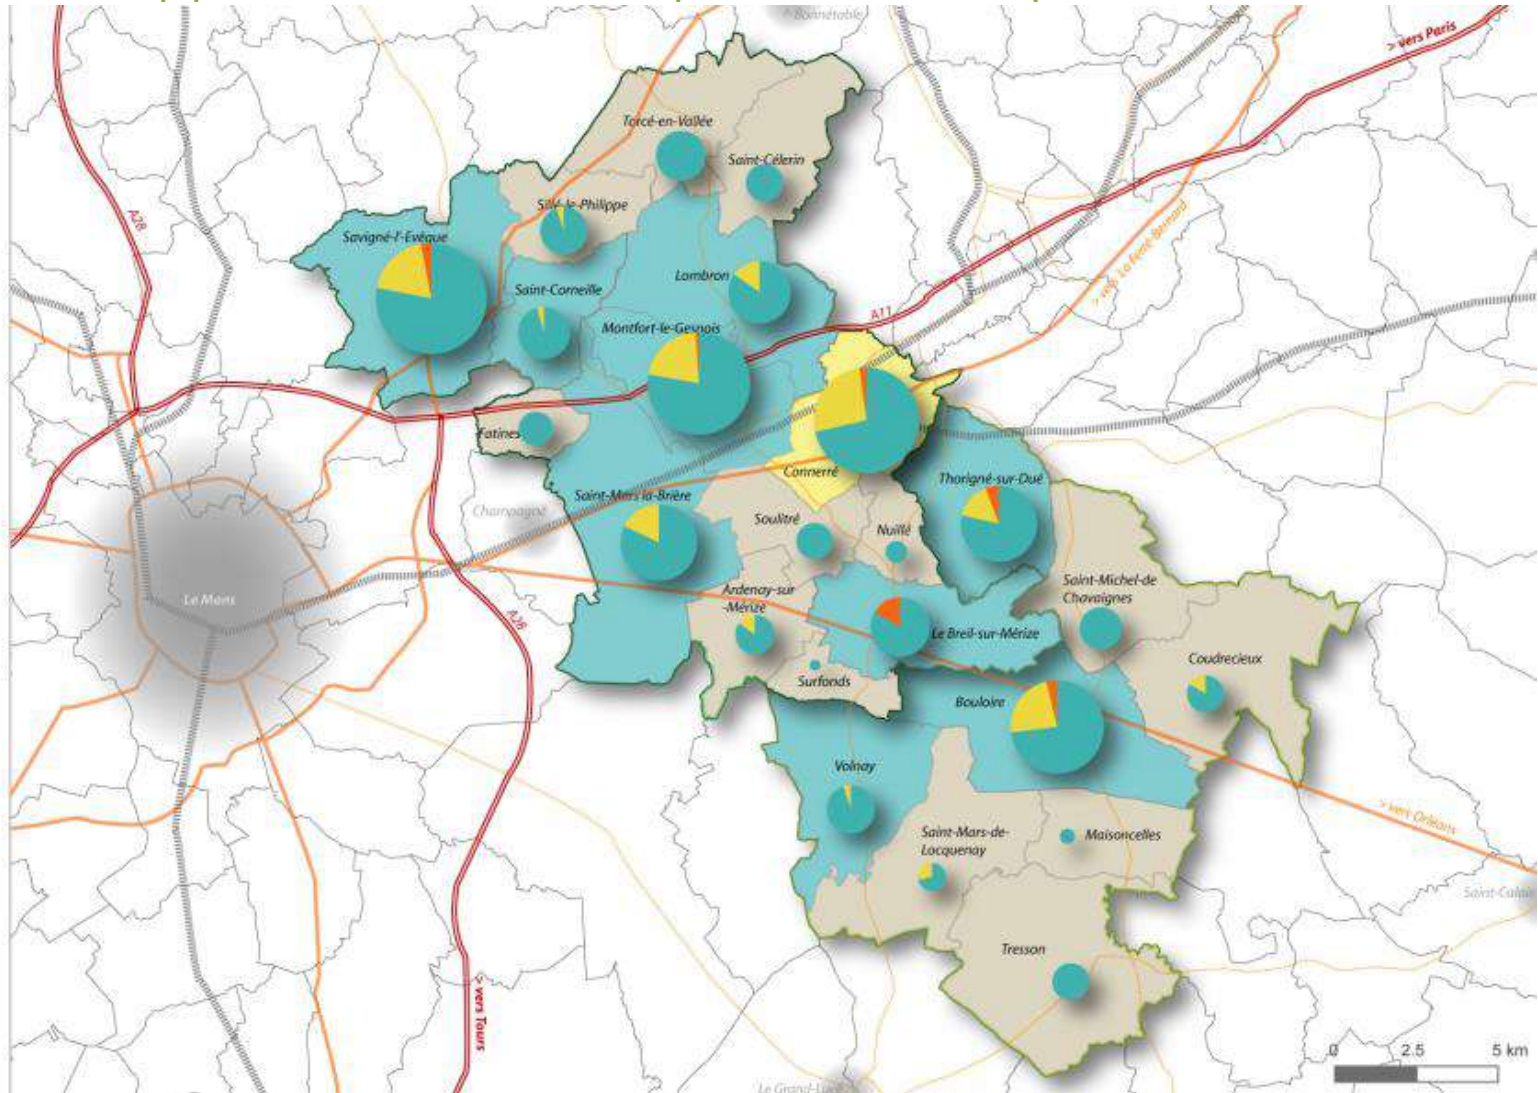 Bonnétable
> vers Paris
Torcé-en-Vallée
Saint-Célerin
Sillé-le-Philippe
A28
Savigné-l'-Evêque
> vers La Ferté-Bernard
Lombron
Saint-Corneille
A11
Montfort-le-Gesnois
Fatines
Connerré
Thorigné-sur-Dué
Saint-Mars-la-Brière
Champagné
Soulitré
Nuillé
Saint-Michel-de
Chavaignes
Ardenay-sur
-Mérize
Le Mans
A28
Le Breil-sur-Mérize
Coudrecieux
Surfonds
Bouloire
Volnay
> vers Orléans
Saint-Mars-de-
Locquenay
Maisoncelles
Saint-Calais
Tresson
> vers Tours
0 2.5 5 km
Le Grand-Lucé